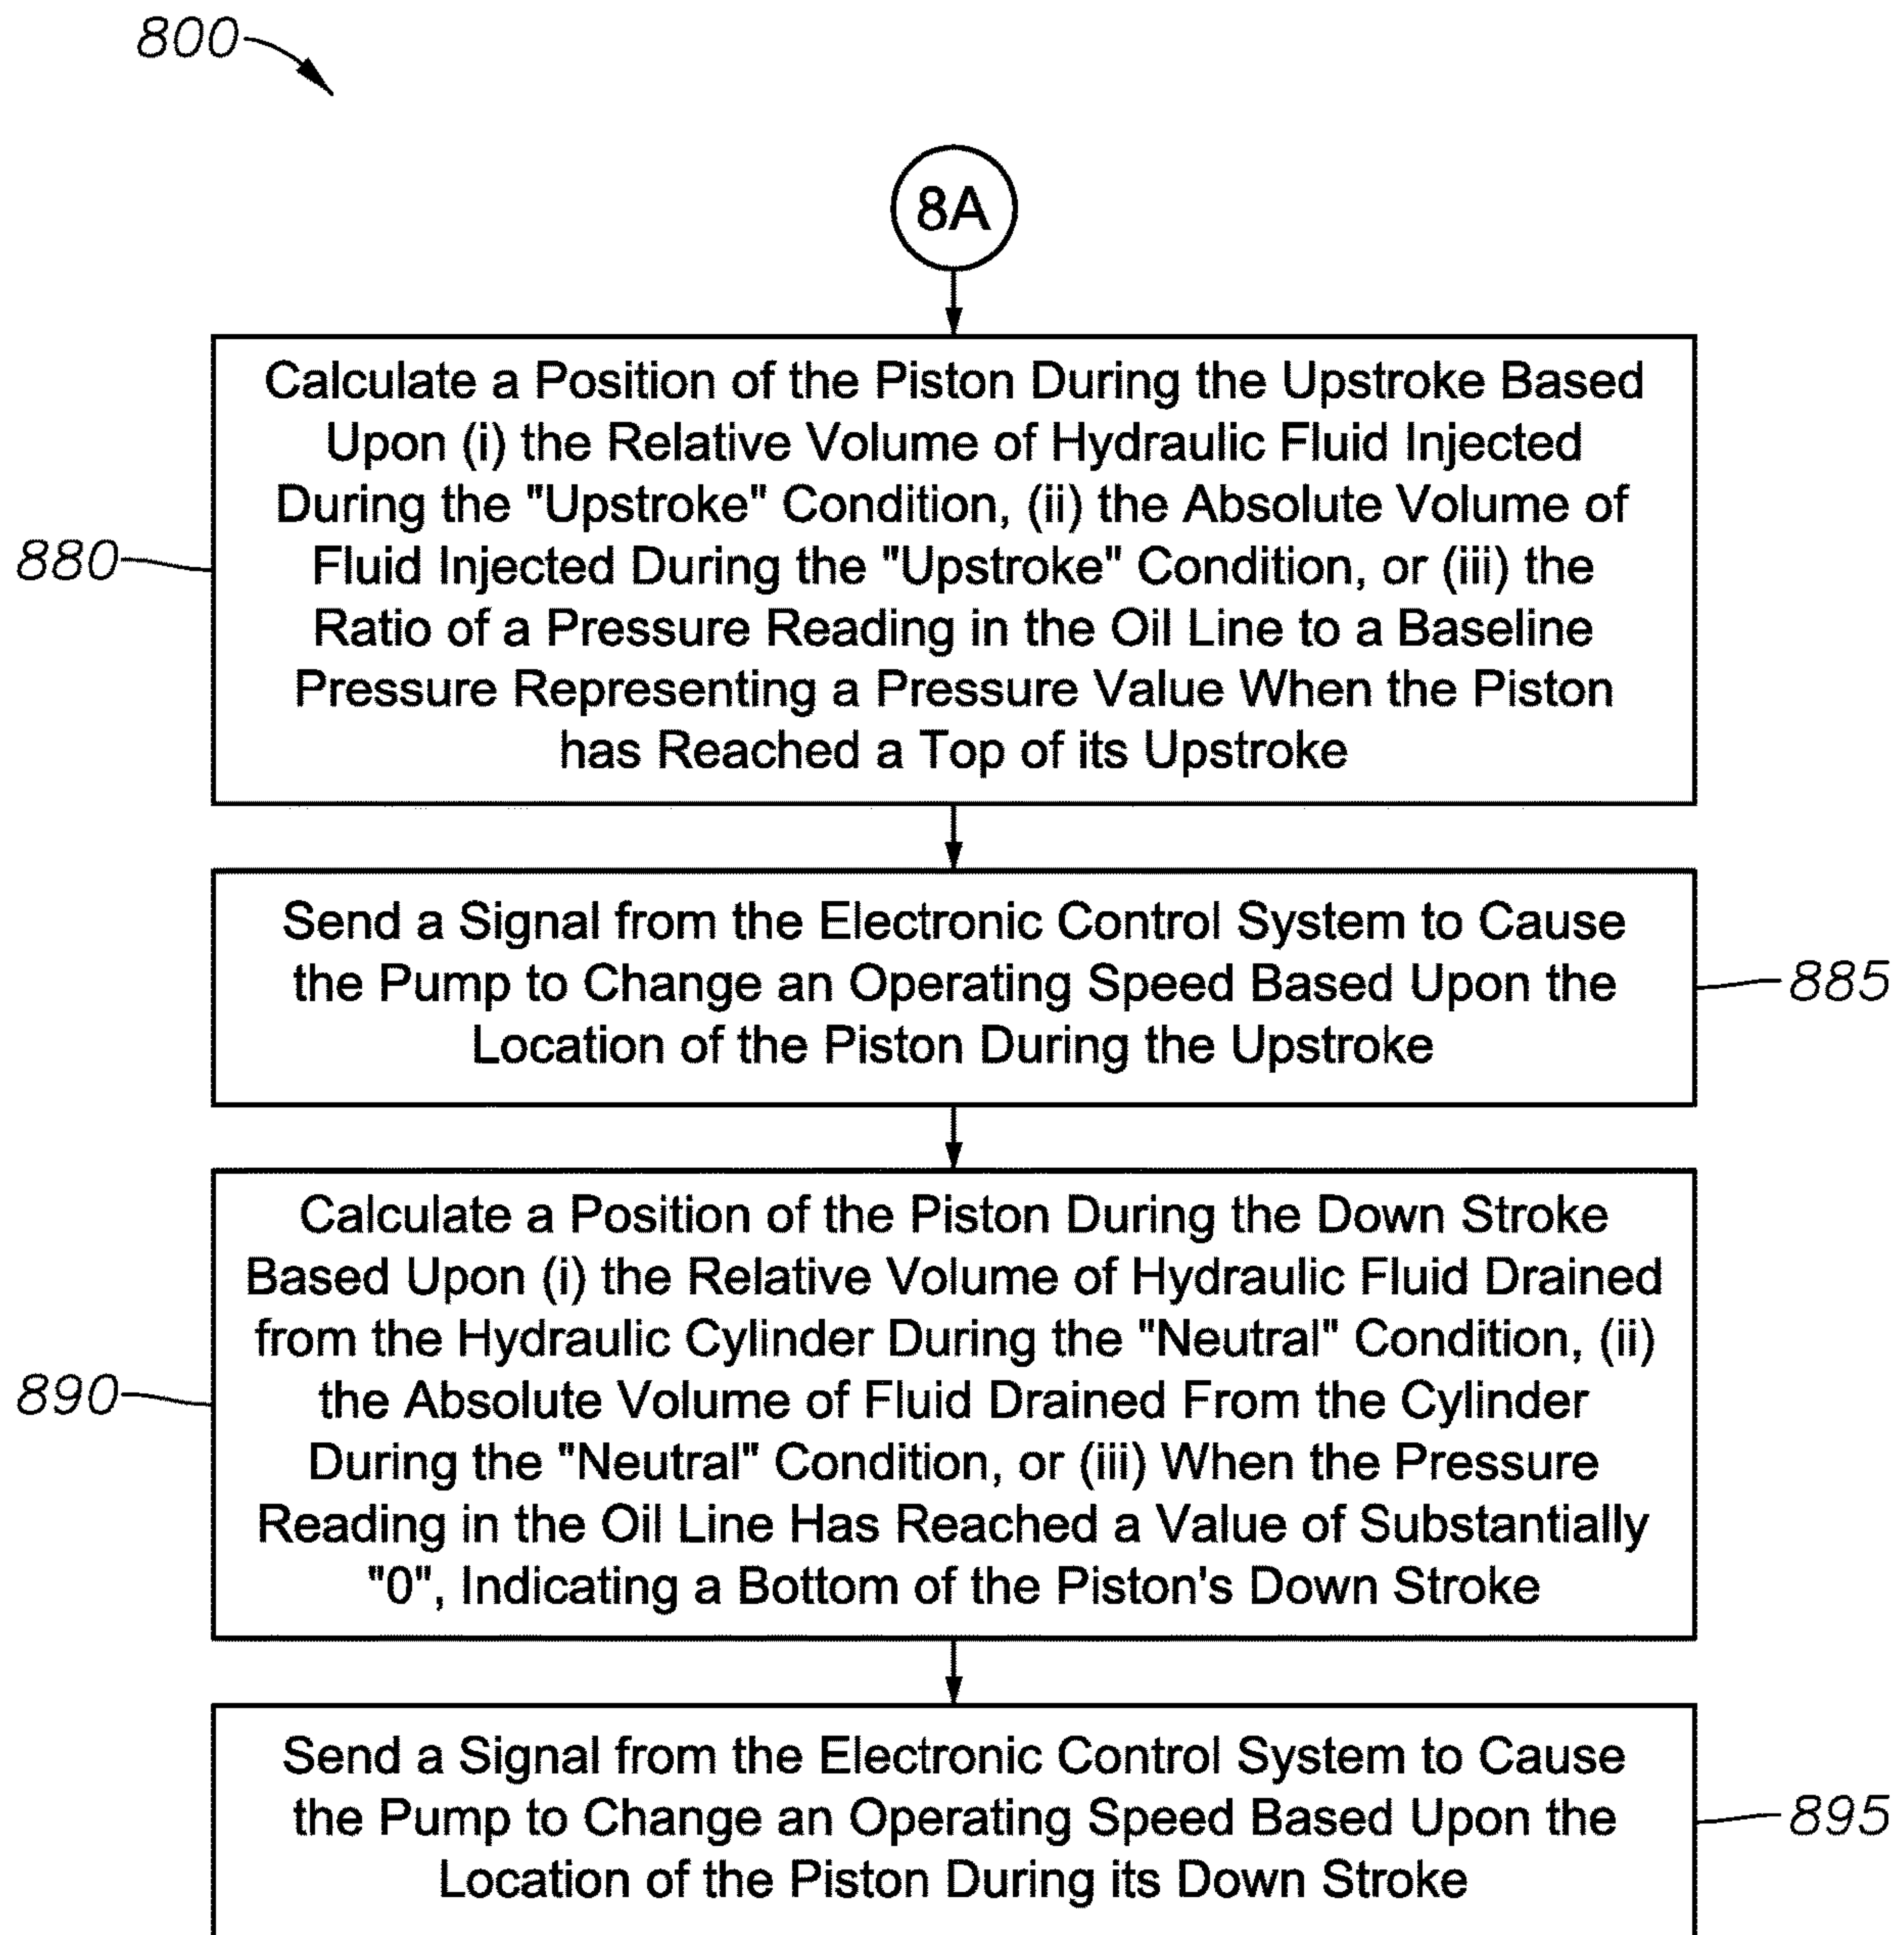 800
8A
Calculate a Position of the Piston During the Upstroke Based
Upon (i) the Relative Volume of Hydraulic Fluid Injected
During the "Upstroke" Condition, (ii) the Absolute Volume of
Fluid Injected During the "Upstroke" Condition, or (iii) the
Ratio of a Pressure Reading in the Oil Line to a Baseline
Pressure Representing a Pressure Value When the Piston
has Reached a Top of its Upstroke
880
Send a Signal from the Electronic Control System to Cause
the Pump to Change an Operating Speed Based Upon the
Location of the Piston During the Upstroke
885
Calculate a Position of the Piston During the Down Stroke
Based Upon (i) the Relative Volume of Hydraulic Fluid Drained
from the Hydraulic Cylinder During the "Neutral" Condition, (ii)
the Absolute Volume of Fluid Drained From the Cylinder
During the "Neutral" Condition, or (iii) When the Pressure
Reading in the Oil Line Has Reached a Value of Substantially
"0", Indicating a Bottom of the Piston's Down Stroke
890
Send a Signal from the Electronic Control System to Cause
the Pump to Change an Operating Speed Based Upon the
Location of the Piston During its Down Stroke
895